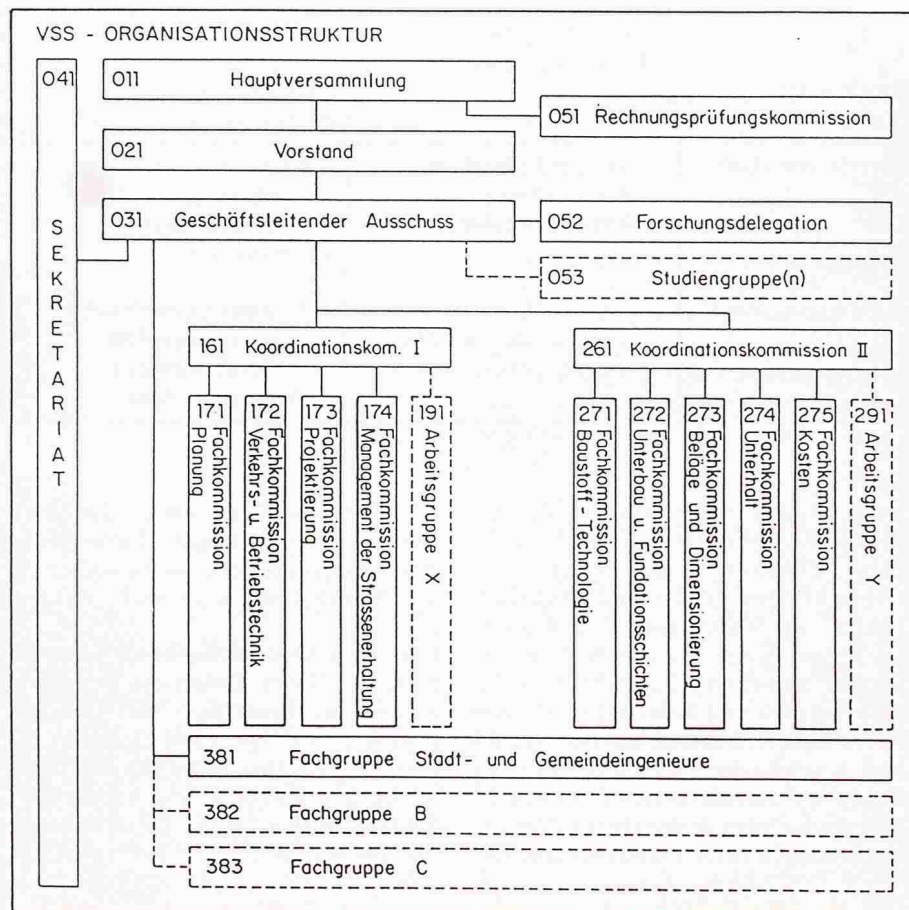 VSS - ORGANISATIONSSTRUKTUR
041 SEKRETARIAT
011 Hauptversammlung
051 Rechnungsprüfungskommission
021 Vorstand
031 Geschäftsleitender Ausschuss
052 Forschungsdelegation
053 Studiengruppe(n)
161 Koordinationskom. I
261 Koordinationskommission II
171 Fachkommission
Planung
172 Fachkommission
Verkehrs- u. Betriebstechnik
173 Fachkommission
Projektierung
174 Fachkommission
Management der Strassenerhaltung
191 Arbeitsgruppe X
271 Fachkommission
Baustoff-Technologie
272 Fachkommission
Unterbau u. Fundationsschichten
273 Fachkommission
Beläge und Dimensionierung
274 Fachkommission
Unterhalt
275 Fachkommission
Kosten
291 Arbeitsgruppe Y
381 Fachgruppe Stadt- und Gemeindeingenieure
382 Fachgruppe B
383 Fachgruppe C